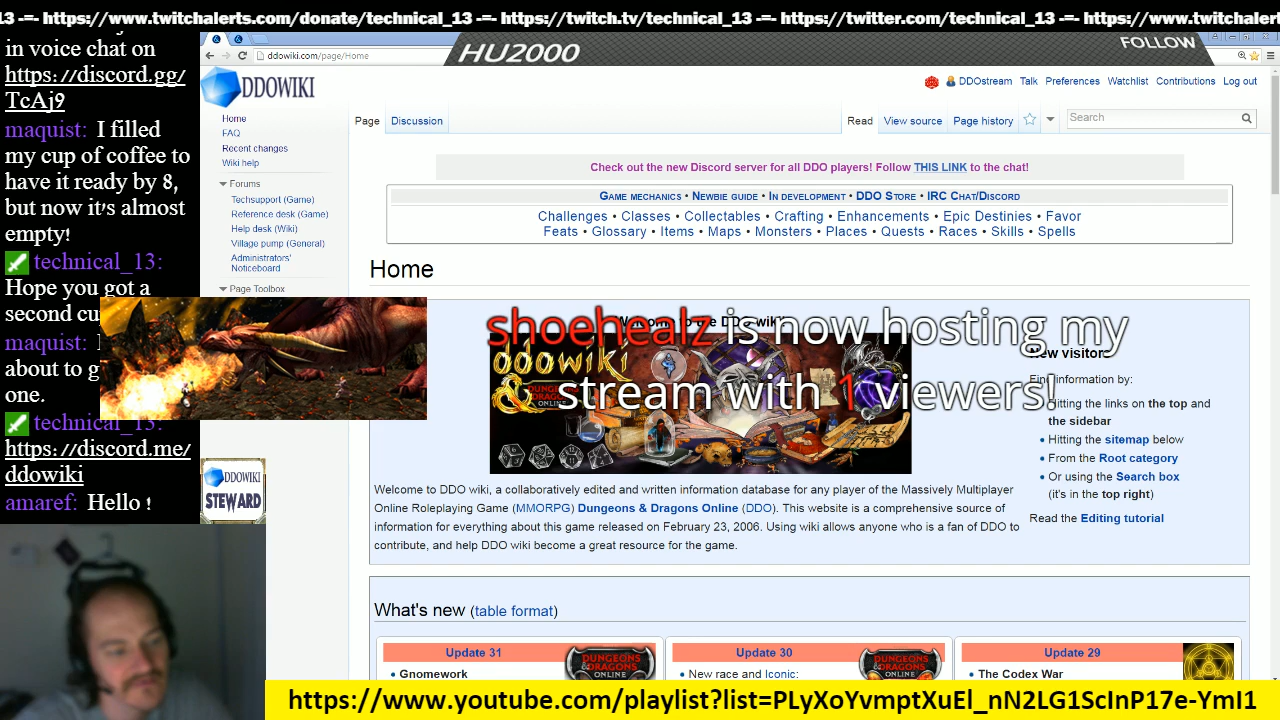 13 -=- https://www.twitchalerts.com/donate/technical_13 -=- https://twitch.tv/technical_13 -=- https://twitter.com/technical_13 -=- https://www.twitchalert
in voice chat on
https://discord.gg/
TcAj9
maquist: I filled
my cup of coffee to
have it ready by 8,
but now it's almost
empty!
technical_13:
Hope you got a
second cu
maquist:
about to g
one.
technical_13:
https://discord.me/
ddowiki
amaref: Hello !
ddowiki.com/page/Home
HU2000
FOLLOW
DDOWIKI
DDOstream Talk Preferences Watchlist Contributions Log out
Home
FAQ
Recent changes
Wiki help
Forums
Techsupport (Game)
Reference desk (Game)
Help desk (Wiki)
Village pump (General)
Administrators'
Noticeboard
Page Toolbox
DDOWIKI
STEWARD
Page Discussion Read View source Page history Search
Check out the new Discord server for all DDO players! Follow THIS LINK to the chat!
Game mechanics • Newbie guide • In development • DDO Store • IRC Chat/Discord
Challenges • Classes • Collectables • Crafting • Enhancements • Epic Destinies • Favor
Feats • Glossary • Items • Maps • Monsters • Places • Quests • Races • Skills • Spells
Home
Welcome to the DDO wiki!
shoehealz is now hosting my
stream with 1 viewers!
ddowiki
New visitor
Find information by:
Hitting the links on the top and
the sidebar
• Hitting the sitemap below
• From the Root category
• Or using the Search box
(it's in the top right)
Read the Editing tutorial
Welcome to DDO wiki, a collaboratively edited and written information database for any player of the Massively Multiplayer
Online Roleplaying Game (MMORPG) Dungeons & Dragons Online (DDO). This website is a comprehensive source of
information for everything about this game released on February 23, 2006. Using wiki allows anyone who is a fan of DDO to
contribute, and help DDO wiki become a great resource for the game.
What's new (table format)
Update 31
• Gnomework
DUNGEONS & DRAGONS
ONLINE
Update 30
• New race and Iconic:
DUNGEONS & DRAGONS
ONLINE
Update 29
• The Codex War
https://www.youtube.com/playlist?list=PLyXoYvmptXuEl_nN2LG1ScInP17e-YmI1